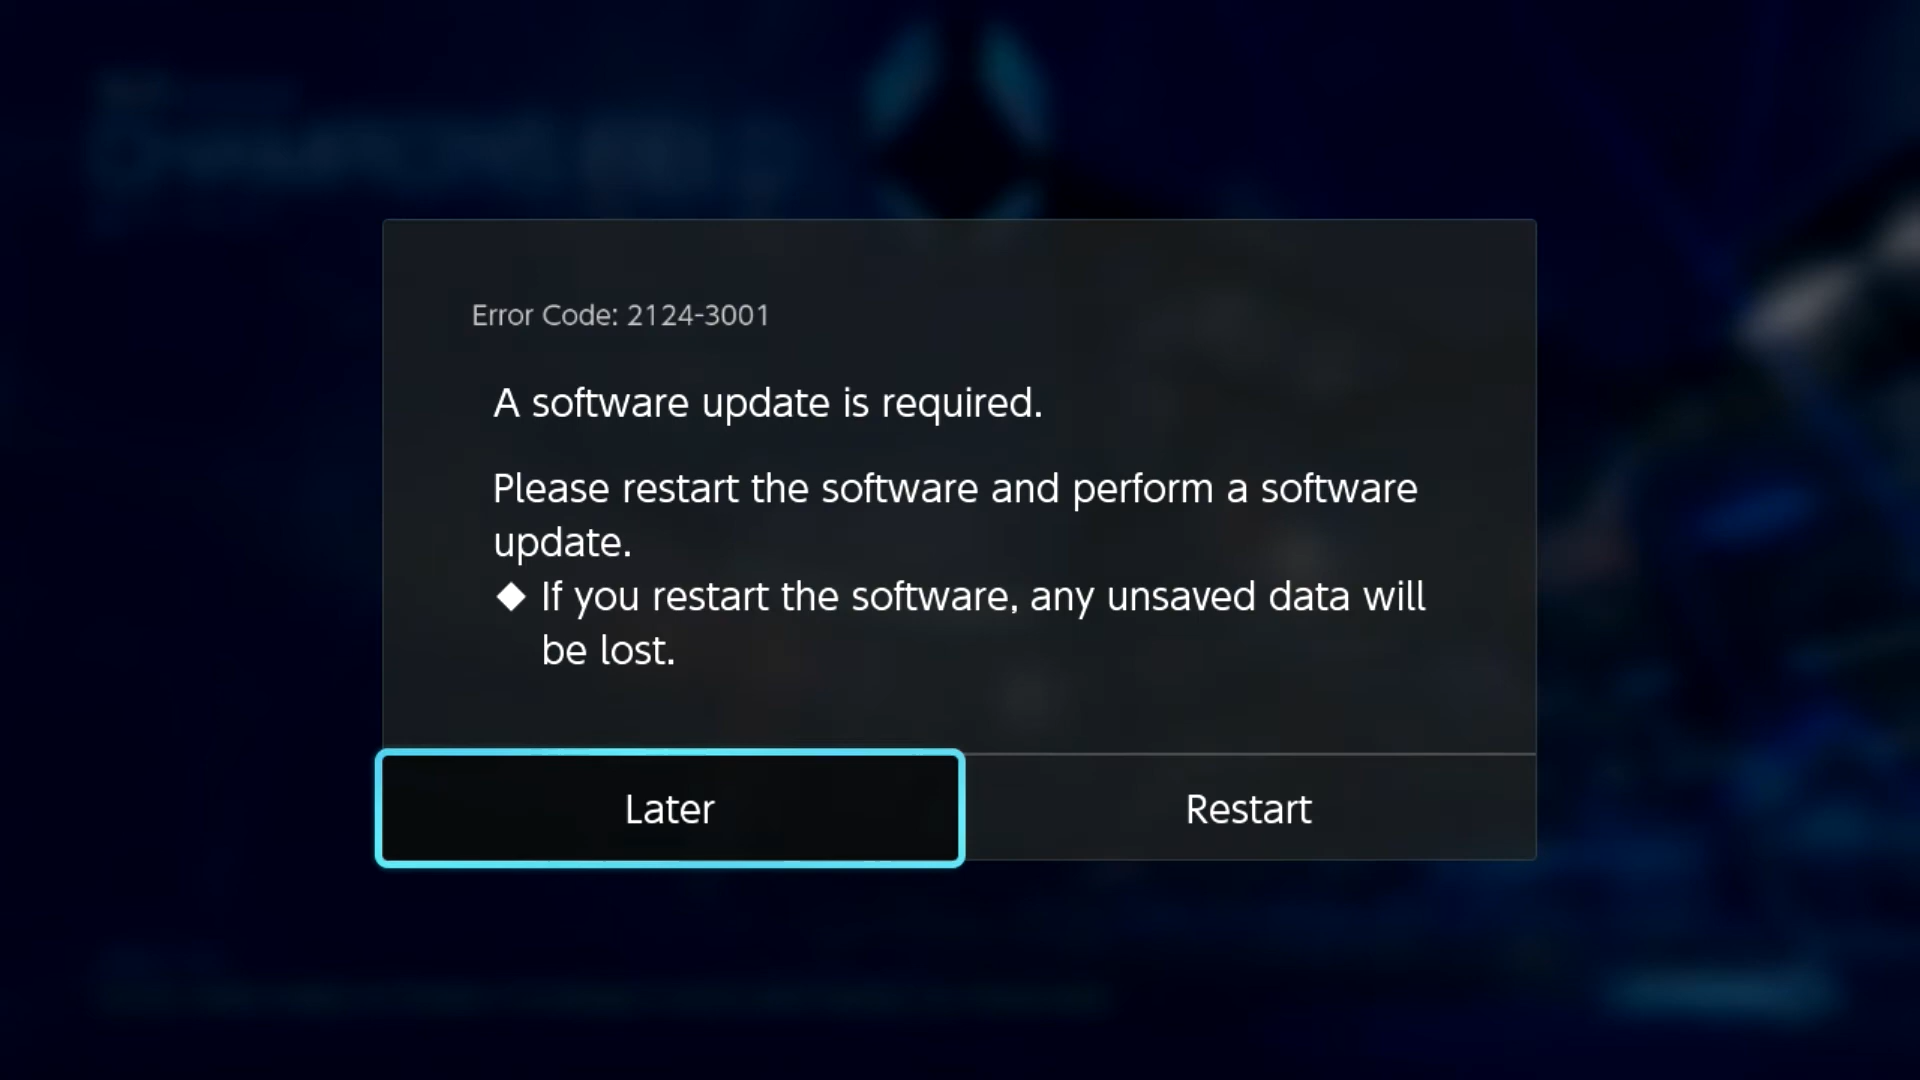 Error Code: 2124-3001
A software update is required.
Please restart the software and perform a software
update.
◆ If you restart the software, any unsaved data will
be lost.
Later
Restart